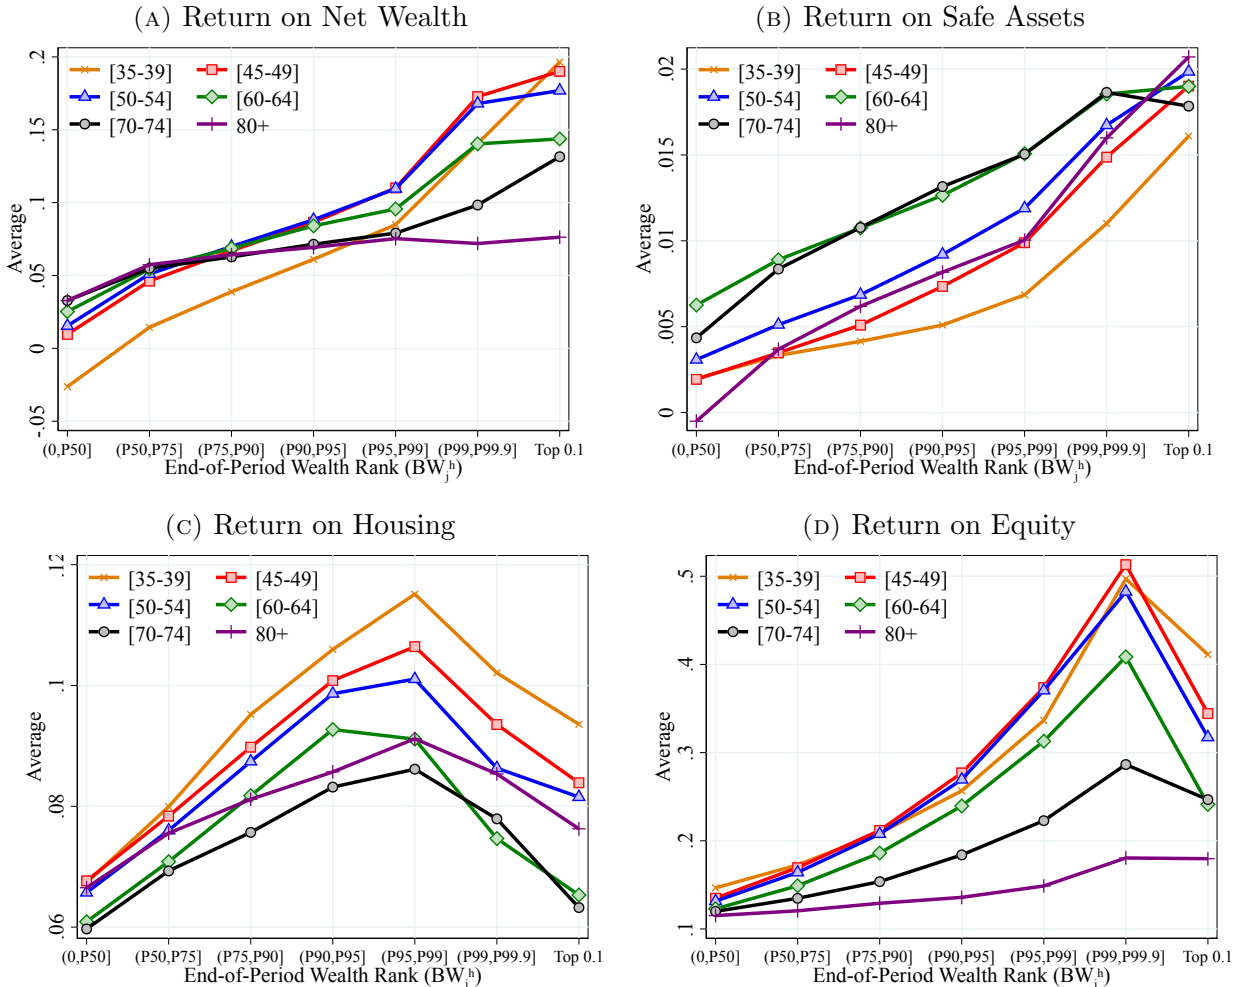 (A) Return on Net Wealth
.2
.15
.1
.05
0
-.05
Average
[35-39]
[45-49]
[50-54]
[60-64]
[70-74]
80+
(0,P50]
(P50,P75]
(P75,P90]
(P90,P95]
(P95,P99]
(P99,P99.9]
Top 0.1
End-of-Period Wealth Rank (BW_j^h)
(B) Return on Safe Assets
.02
.015
.01
.005
0
Average
[35-39]
[45-49]
[50-54]
[60-64]
[70-74]
80+
(0,P50]
(P50,P75]
(P75,P90]
(P90,P95]
(P95,P99]
(P99,P99.9]
Top 0.1
End-of-Period Wealth Rank (BW_j^h)
(C) Return on Housing
.12
.1
.08
.06
Average
[35-39]
[45-49]
[50-54]
[60-64]
[70-74]
80+
(0,P50]
(P50,P75]
(P75,P90]
(P90,P95]
(P95,P99]
(P99,P99.9]
Top 0.1
End-of-Period Wealth Rank (BW_j^h)
(D) Return on Equity
.5
.4
.3
.2
.1
Average
[35-39]
[45-49]
[50-54]
[60-64]
[70-74]
80+
(0,P50]
(P50,P75]
(P75,P90]
(P90,P95]
(P95,P99]
(P99,P99.9]
Top 0.1
End-of-Period Wealth Rank (BW_j^h)